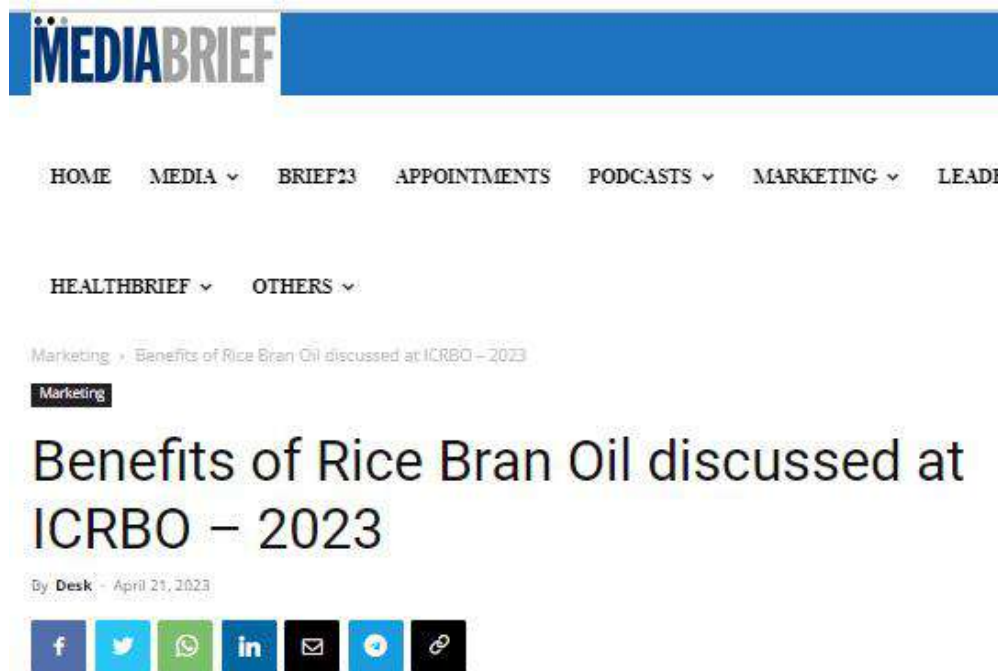 MEDIABRIEF
HOME MEDIA BRIEF23 APPOINTMENTS PODCASTS MARKETING
HEALTHBRIEF OTHERS
Marketing › Benefits of Rice Bran Oil discussed at ICRBO – 2023
Marketing
Benefits of Rice Bran Oil discussed at
ICRBO – 2023
By Desk - April 21, 2023